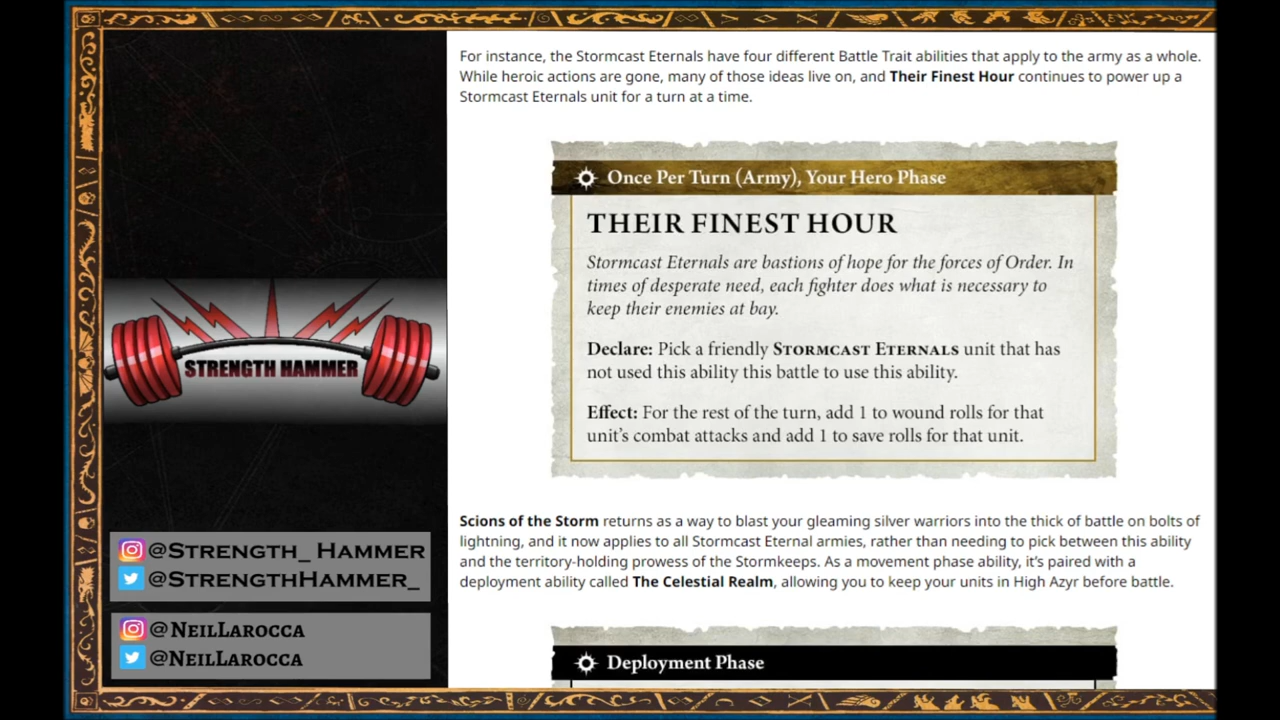 For instance, the Stormcast Eternals have four different Battle Trait abilities that apply to the army as a whole.
While heroic actions are gone, many of those ideas live on, and Their Finest Hour continues to power up a
Stormcast Eternals unit for a turn at a time.
Once Per Turn (Army), Your Hero Phase
THEIR FINEST HOUR
Stormcast Eternals are bastions of hope for the forces of Order. In
times of desperate need, each fighter does what is necessary to
keep their enemies at bay.
Declare: Pick a friendly STORMCAST ETERNALS unit that has
not used this ability this battle to use this ability.
Effect: For the rest of the turn, add 1 to wound rolls for that
unit's combat attacks and add 1 to save rolls for that unit.
Scions of the Storm returns as a way to blast your gleaming silver warriors into the thick of battle on bolts of
lightning, and it now applies to all Stormcast Eternal armies, rather than needing to pick between this ability
and the territory-holding prowess of the Stormkeeps. As a movement phase ability, it's paired with a
deployment ability called The Celestial Realm, allowing you to keep your units in High Azyr before battle.
Deployment Phase
STRENGTH HAMMER
@STRENGTH_HAMMER
@STRENGTHHAMMER_
@NEILLAROCCA
@NEILLAROCCA